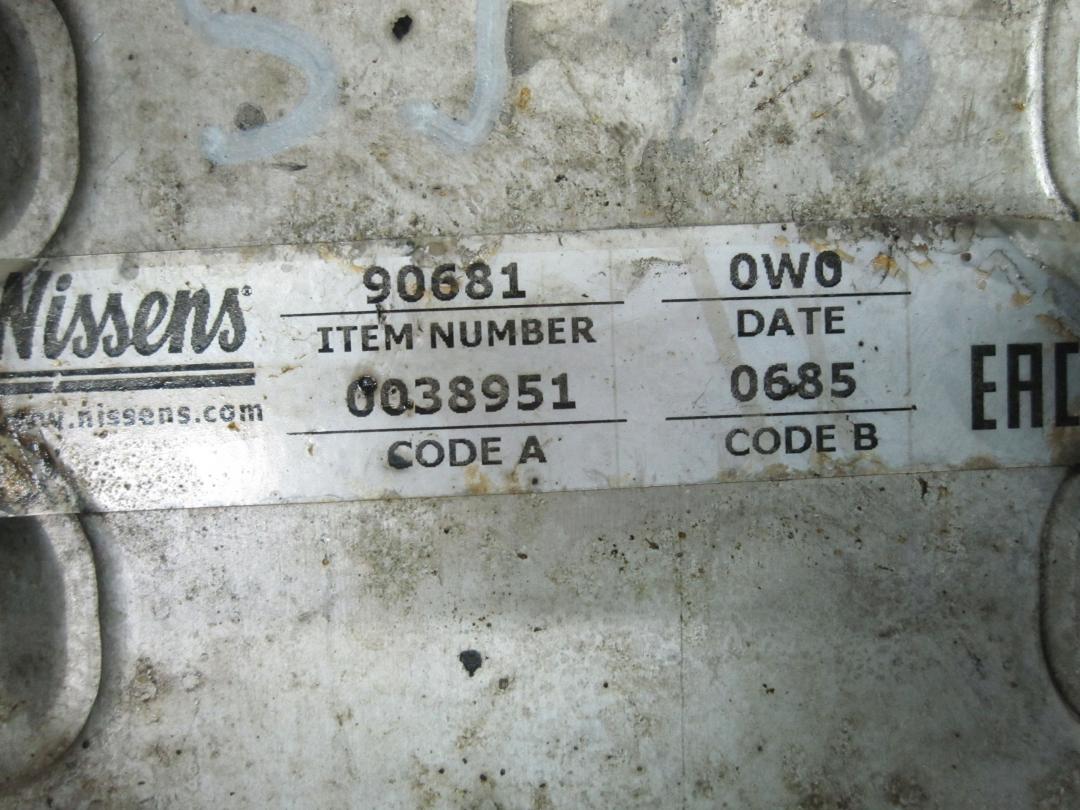 Nissens®
www.nissens.com
90681
ITEM NUMBER
0038951
CODE A
0W0
DATE
0685
CODE B
EAC